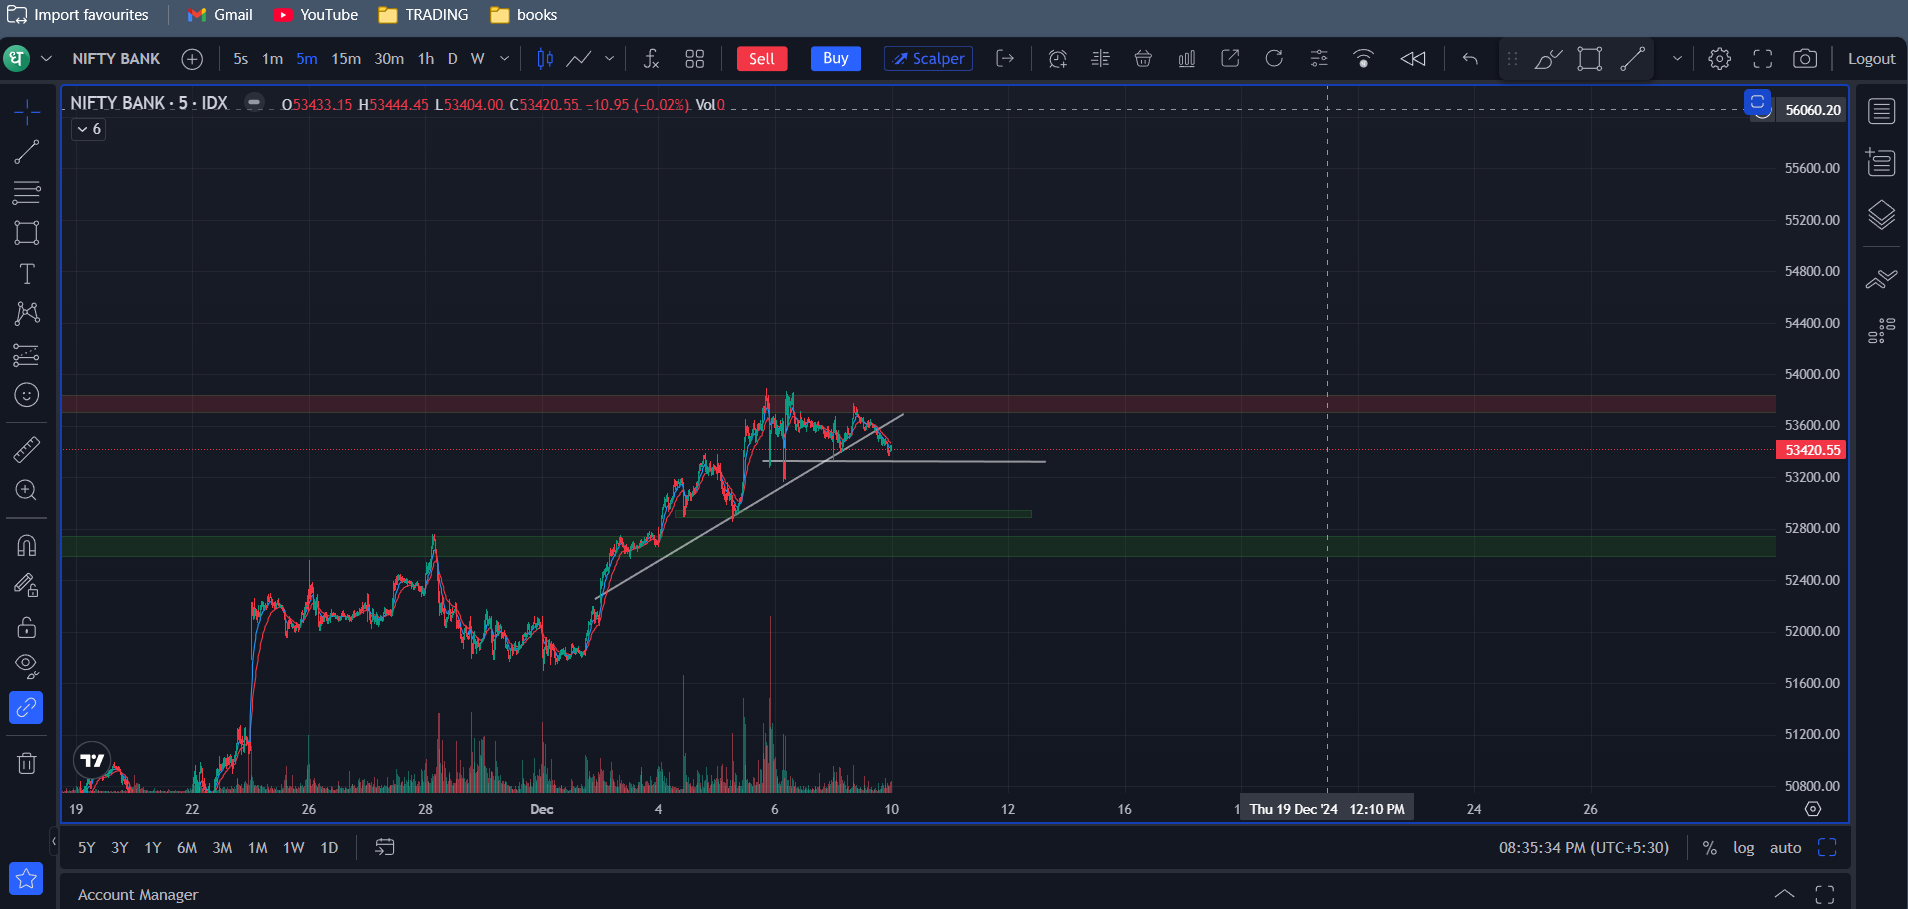 Import favourites Gmail YouTube TRADING books
ध NIFTY BANK 5s 1m 5m 15m 30m 1h D W Sell Buy Scalper Logout
NIFTY BANK · 5 · IDX O53433.15 H53444.45 L53404.00 C53420.55 −10.95 (−0.02%) Vol0
6
56060.20
55600.00
55200.00
54800.00
54400.00
54000.00
53600.00
53420.55
53200.00
52800.00
52400.00
52000.00
51600.00
51200.00
50800.00
19 22 26 28 Dec 4 6 10 12 16 Thu 19 Dec '24 12:10 PM 24 26
5Y 3Y 1Y 6M 3M 1M 1W 1D 08:35:34 PM (UTC+5:30) % log auto
Account Manager